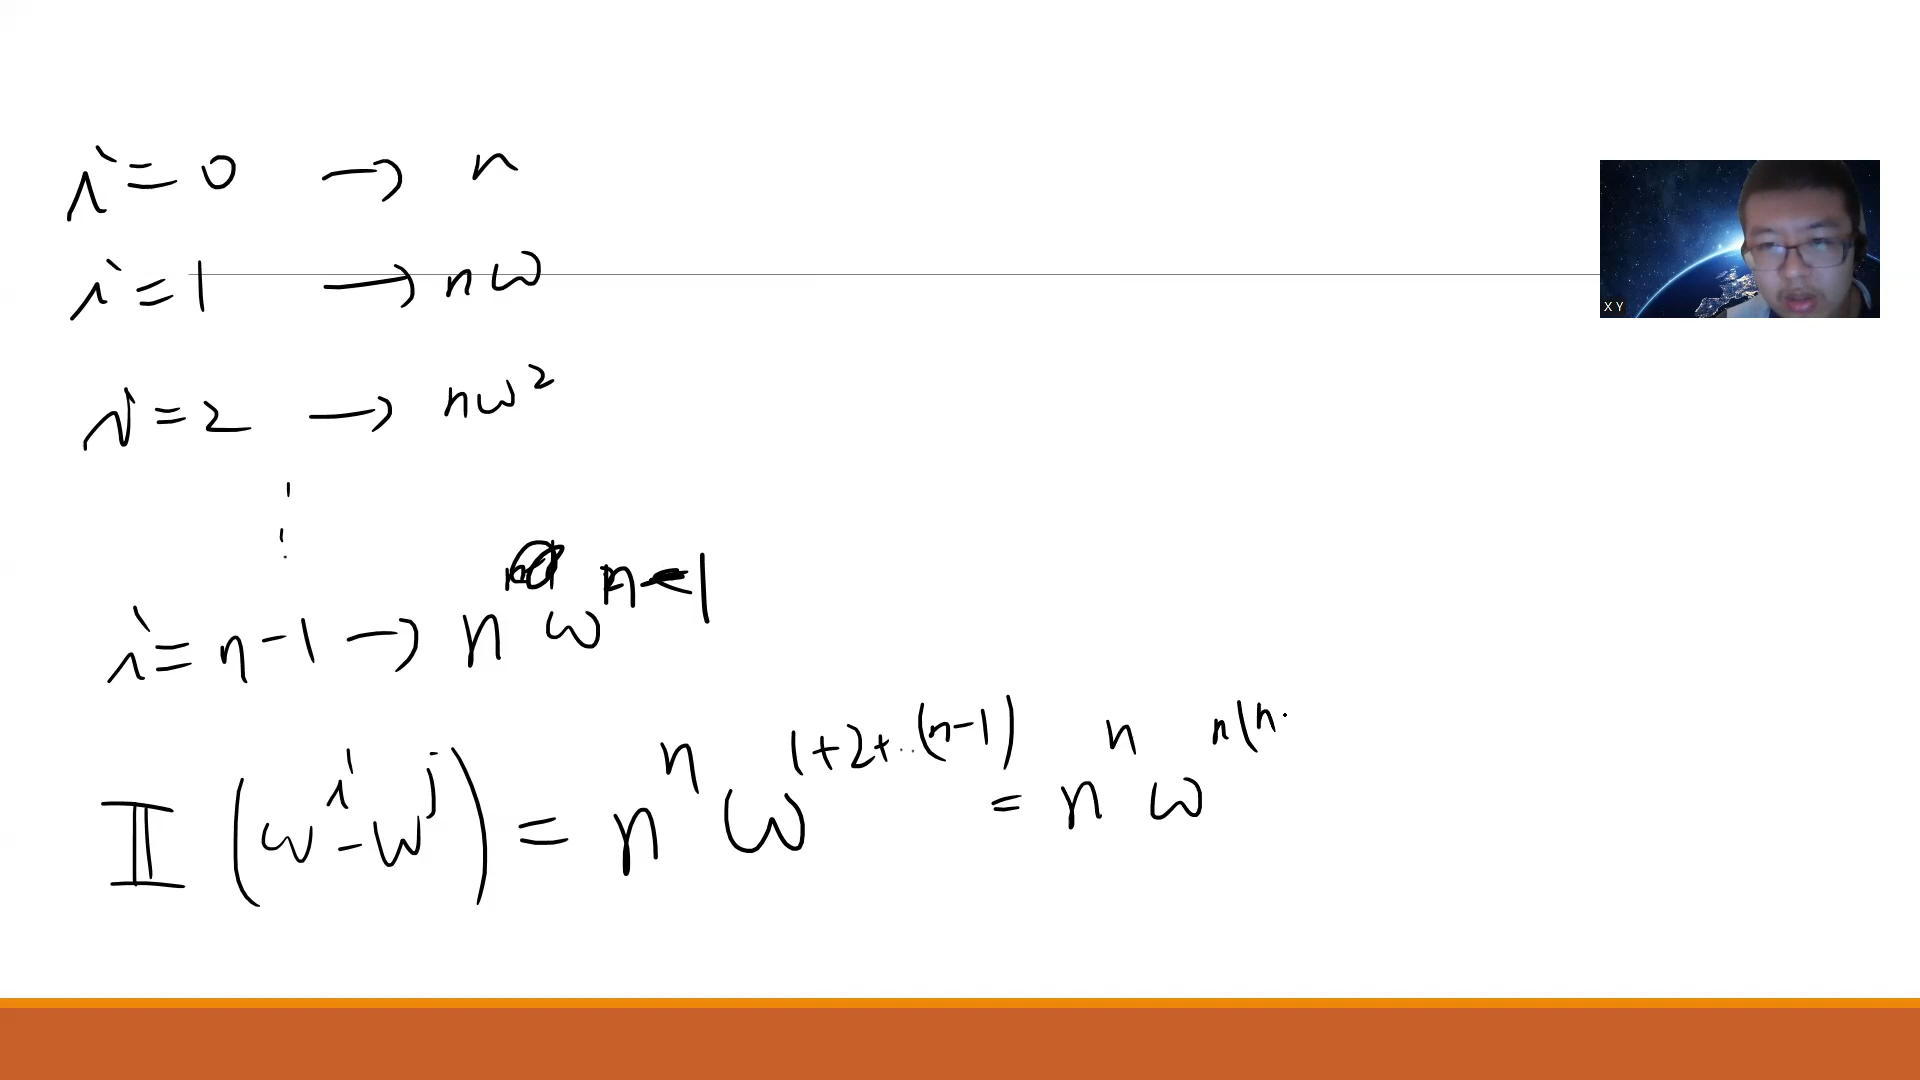 i = 0 → n
i = 1 → nω
i = 2 → nω²
⋮
i = n-1 → n ω^{n-1}
∏ (ω^i - ω^j) = n^n ω^{1+2+...(n-1)} = n^n ω^{n(n-
X Y